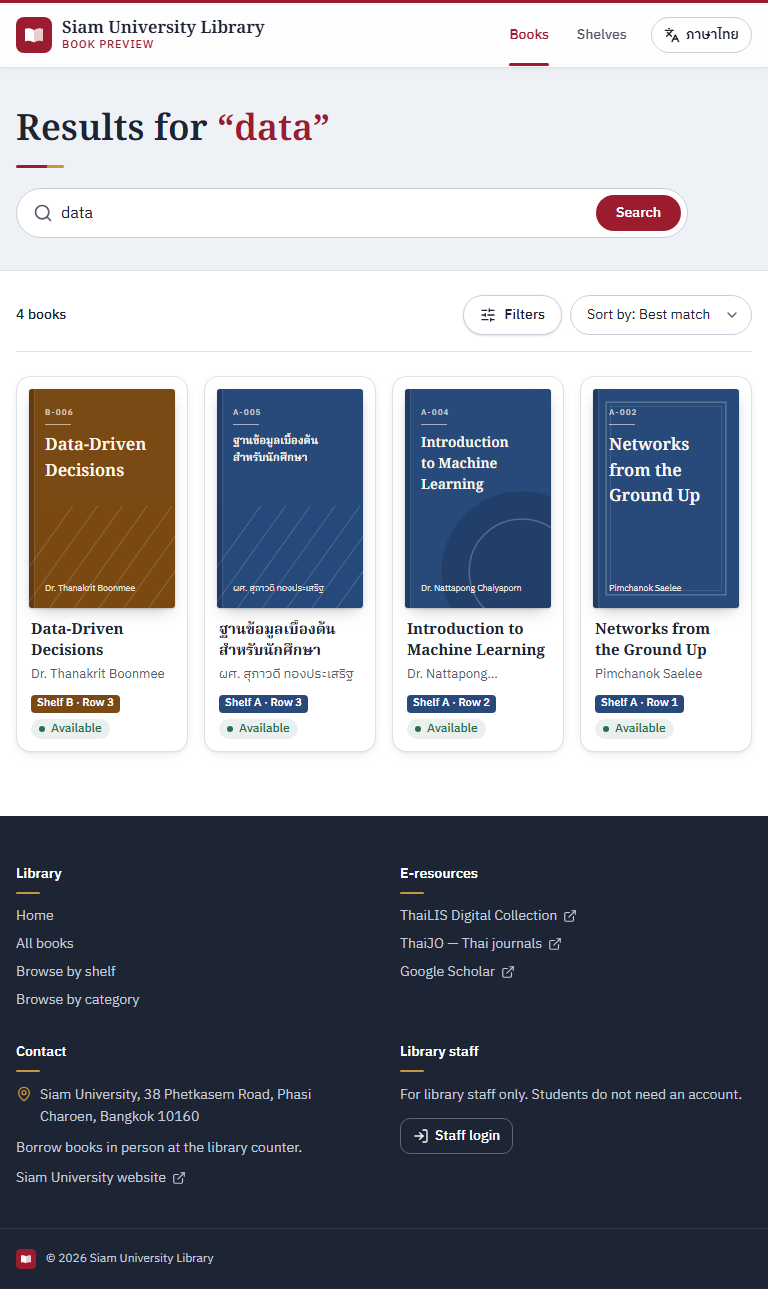 Siam University Library
BOOK PREVIEW
Books
Shelves
ภาษาไทย
Results for “data”
data
Search
4 books
Filters
Sort by: Best match
B-006
Data-Driven
Decisions
Dr. Thanakrit Boonmee
Data-Driven
Decisions
Dr. Thanakrit Boonmee
Shelf B · Row 3
Available
A-005
ฐานข้อมูลเบื้องต้น
สำหรับนักศึกษา
ผศ. สุภาวดี ทองประเสริฐ
ฐานข้อมูลเบื้องต้น
สำหรับนักศึกษา
ผศ. สุภาวดี ทองประเสริฐ
Shelf A · Row 3
Available
A-004
Introduction
to Machine
Learning
Dr. Nattapong Chaiyaporn
Introduction to
Machine Learning
Dr. Nattapong...
Shelf A · Row 2
Available
A-002
Networks
from the
Ground Up
Pimchanok Saelee
Networks from
the Ground Up
Pimchanok Saelee
Shelf A · Row 1
Available
Library
Home
All books
Browse by shelf
Browse by category
E-resources
ThaiLIS Digital Collection
ThaiJO — Thai journals
Google Scholar
Contact
Siam University, 38 Phetkasem Road, Phasi
Charoen, Bangkok 10160
Borrow books in person at the library counter.
Siam University website
Library staff
For library staff only. Students do not need an account.
Staff login
© 2026 Siam University Library